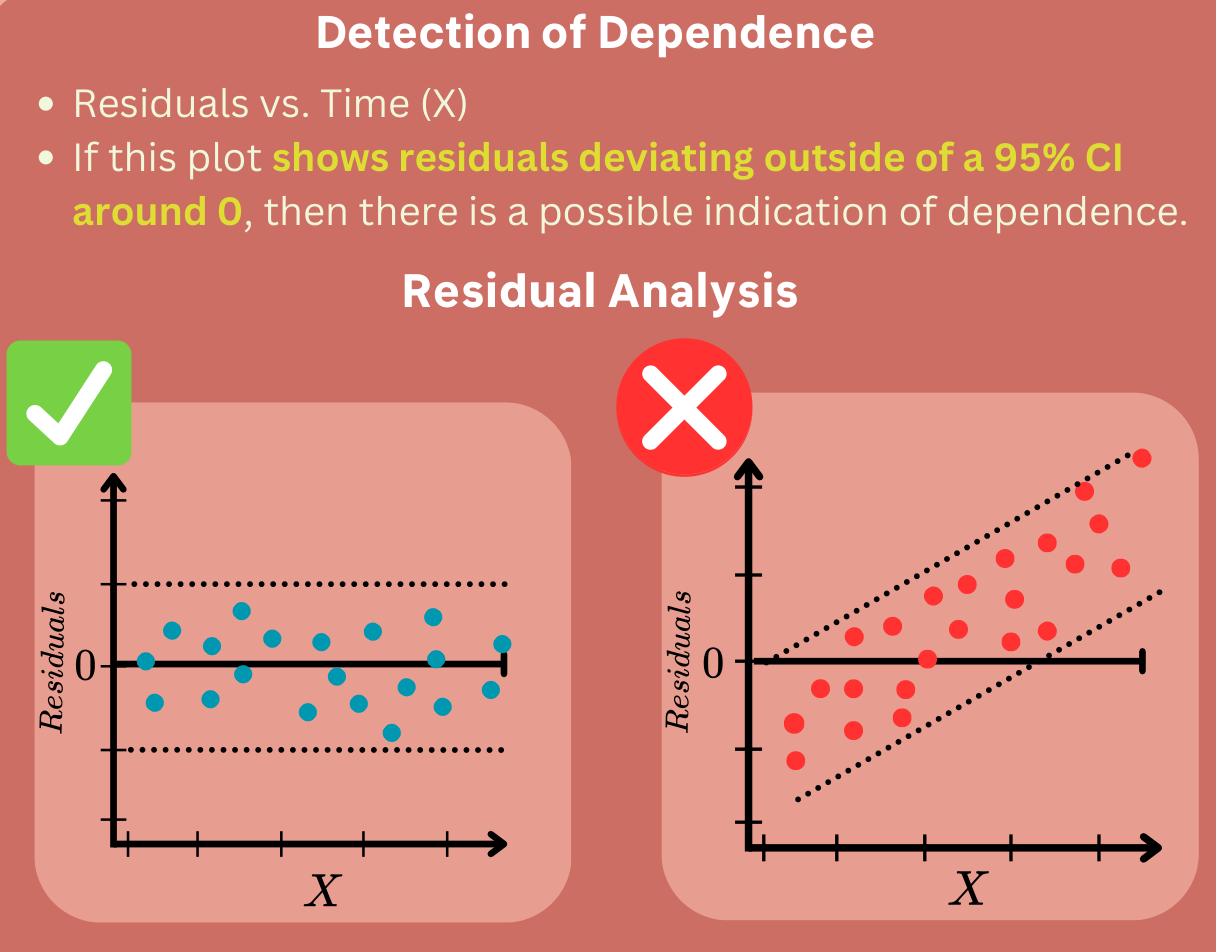 Detection of Dependence
• Residuals vs. Time (X)
• If this plot shows residuals deviating outside of a 95% CI
around 0, then there is a possible indication of dependence.
Residual Analysis
Residuals
0
X
Residuals
0
X